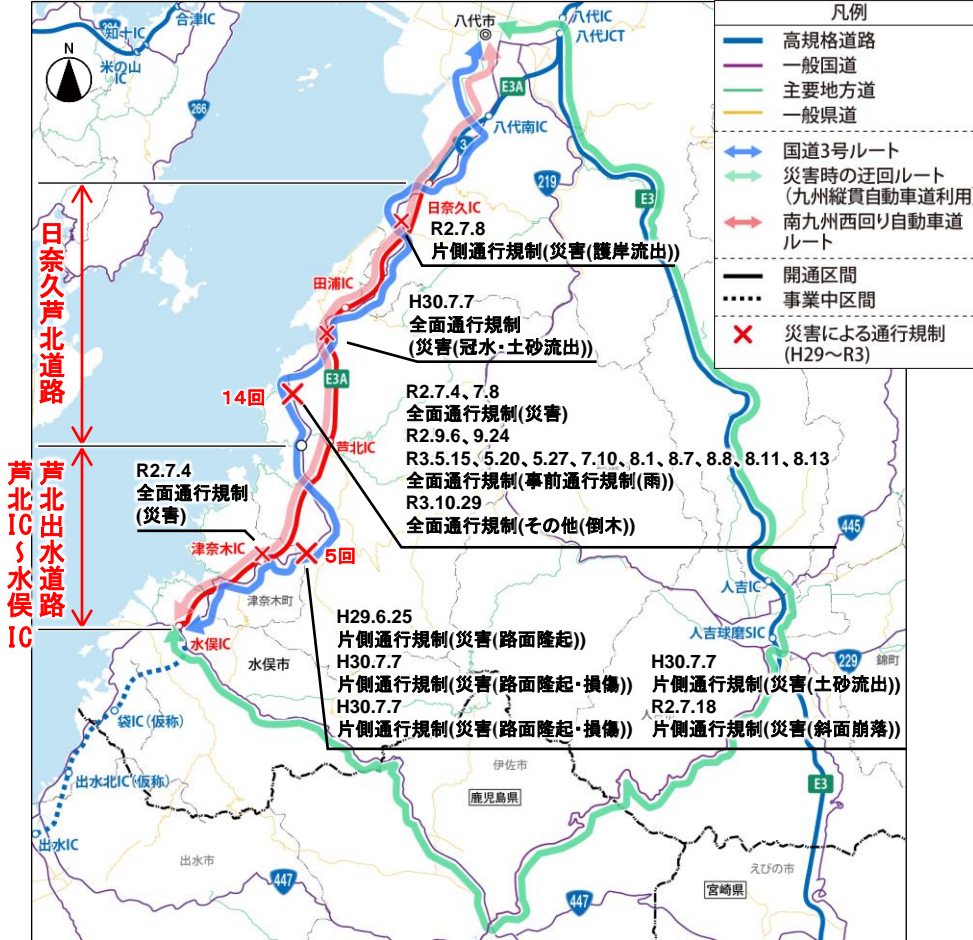 凡例
高規格道路
一般国道
主要地方道
一般県道
国道3号ルート
災害時の迂回ルート
(九州縦貫自動車道利用)
南九州西回り自動車道
ルート
開通区間
事業中区間
災害による通行規制
(H29～R3)
N
合津IC
知十IC
米の山
IC
266
八代市
八代IC
八代JCT
E3A
八代南IC
3
219
E3
日奈久IC
R2.7.8
片側通行規制(災害(護岸流出))
日奈久芦北道路
田浦IC
H30.7.7
全面通行規制
(災害(冠水・土砂流出))
E3A
14回
R2.7.4、7.8
全面通行規制(災害)
R2.9.6、9.24
R3.5.15、5.20、5.27、7.10、8.1、8.7、8.8、8.11、8.13
全面通行規制(事前通行規制(雨))
R3.10.29
全面通行規制(その他(倒木))
芦北IC
445
芦北出水道路
芦北IC～水俣IC
R2.7.4
全面通行規制
(災害)
津奈木IC
5回
津奈木町
人吉IC
人吉球磨SIC
229
錦町
水俣IC
水俣市
H29.6.25
片側通行規制(災害(路面隆起))
H30.7.7
片側通行規制(災害(路面隆起・損傷))
H30.7.7
片側通行規制(災害(路面隆起・損傷))
H30.7.7
片側通行規制(災害(土砂流出))
R2.7.18
片側通行規制(災害(斜面崩落))
袋IC(仮称)
出水北IC(仮称)
出水IC
出水市
伊佐市
鹿児島県
E3
えびの市
宮崎県
447
447